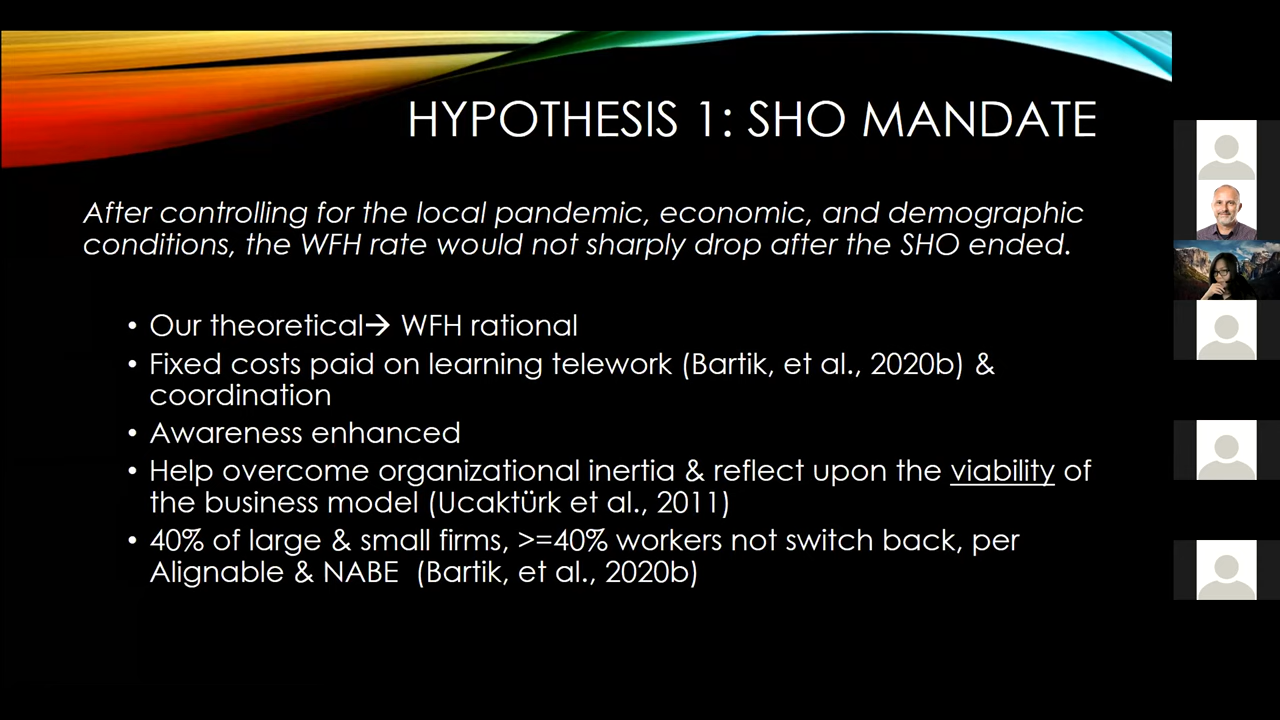 HYPOTHESIS 1: SHO MANDATE
After controlling for the local pandemic, economic, and demographic
conditions, the WFH rate would not sharply drop after the SHO ended.
• Our theoretical→ WFH rational
• Fixed costs paid on learning telework (Bartik, et al., 2020b) &
coordination
• Awareness enhanced
• Help overcome organizational inertia & reflect upon the viability of
the business model (Ucaktürk et al., 2011)
• 40% of large & small firms, >=40% workers not switch back, per
Alignable & NABE (Bartik, et al., 2020b)